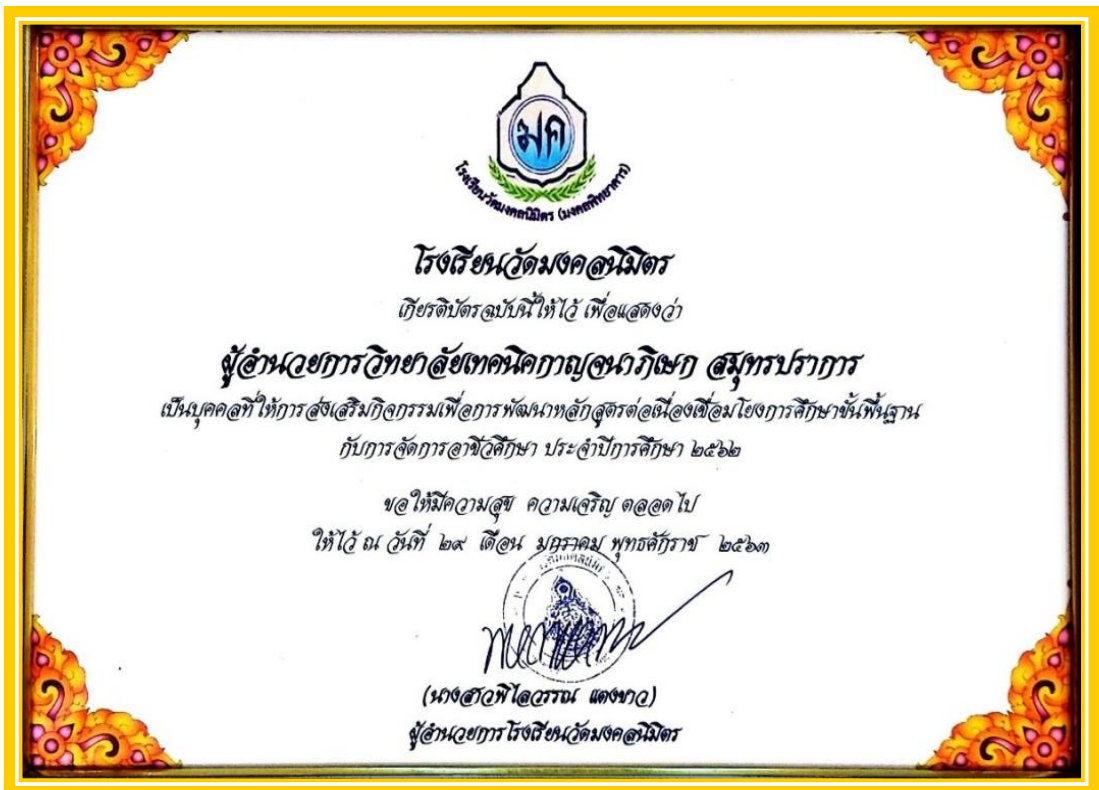 มค
โรงเรียนวัดมงคลนิมิตร (มงคลพิทยาคาร)
โรงเรียนวัดมงคลนิมิตร
เกียรติบัตรฉบับนี้ให้ไว้ เพื่อแสดงว่า
ผู้อำนวยการวิทยาลัยเทคนิคกาญจนาภิเษก สมุทรปราการ
เป็นบุคคลที่ให้การส่งเสริมกิจกรรมเพื่อการพัฒนาหลักสูตรต่อเนื่องเชื่อมโยงการศึกษาขั้นพื้นฐาน
กับการจัดการอาชีวศึกษา ประจำปีการศึกษา ๒๕๖๒
ขอให้มีความสุข ความเจริญ ตลอดไป
ให้ไว้ ณ วันที่ ๒๙ เดือน มกราคม พุทธศักราช ๒๕๖๓
(นางสาวพิไลวรรณ แตงขาว)
ผู้อำนวยการโรงเรียนวัดมงคลนิมิตร